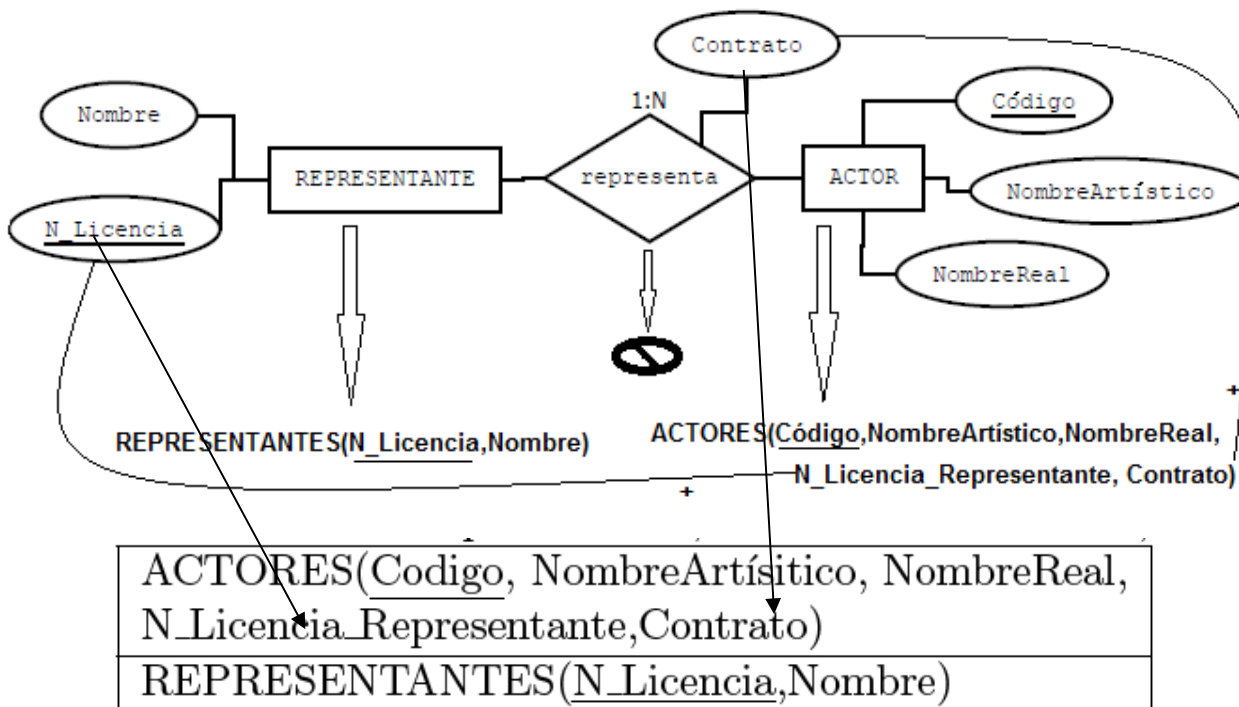 Contrato
1:N
Nombre
Código
REPRESENTANTE
representa
ACTOR
NombreArtístico
N_Licencia
NombreReal
+
REPRESENTANTES(N_Licencia,Nombre)
ACTORES(Código,NombreArtístico,NombreReal,
N_Licencia_Representante, Contrato)
+
ACTORES(Codigo, NombreArtísitico, NombreReal,
N_Licencia_Representante,Contrato)
REPRESENTANTES(N_Licencia,Nombre)